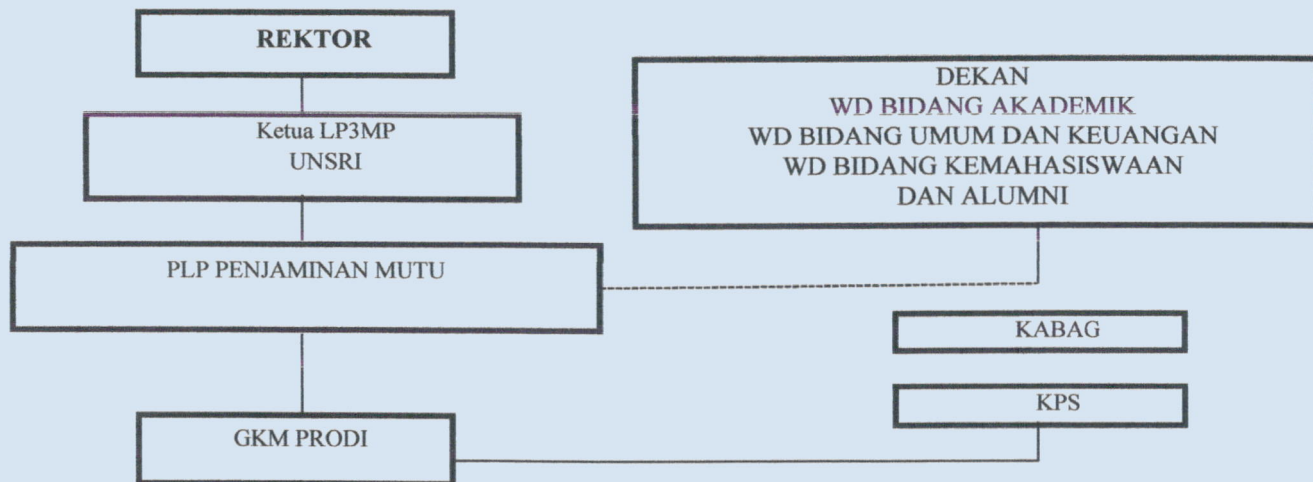 REKTOR
Ketua LP3MP
UNSRI
PLP PENJAMINAN MUTU
GKM PRODI
DEKAN
WD BIDANG AKADEMIK
WD BIDANG UMUM DAN KEUANGAN
WD BIDANG KEMAHASISWAAN
DAN ALUMNI
KABAG
KPS